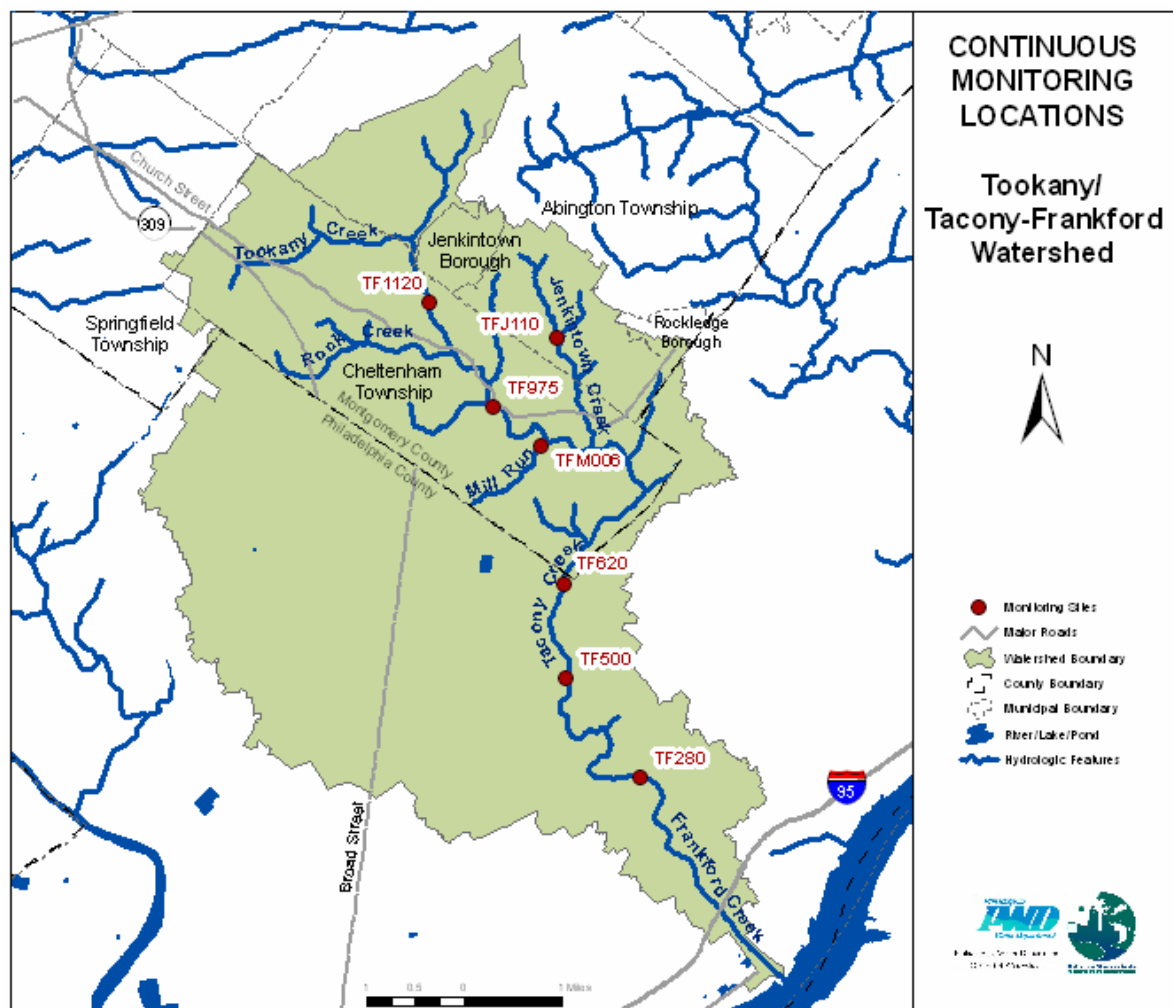 CONTINUOUS
MONITORING
LOCATIONS
Tookany/
Tacony-Frankford
Watershed
N
Monitoring Sites
Major Roads
Watershed Boundary
County Boundary
Municipal Boundary
River/Lake/Pond
Hydrologic Features
PWD
Church Street
309
Tookany Creek
Jenkintown
Borough
Abington Township
TF1120
TFJ110
Jenkintown Creek
Rockledge
Borough
Springfield
Township
Rock Creek
Cheltenham
Township
TF975
Montgomery County
Philadelphia County
Mill Run
TFM006
TF620
Tacony Creek
TF500
TF280
95
Frankford Creek
Broad Street
1 0.5 0 1 Miles